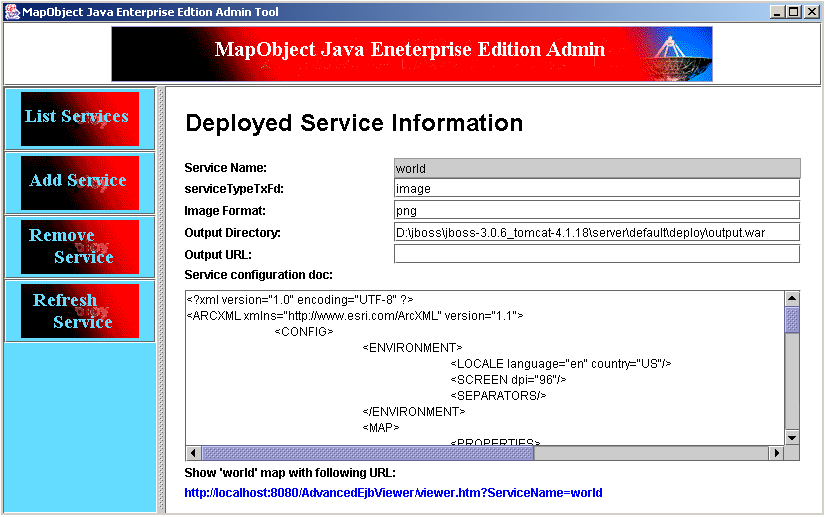 MapObject Java Enterprise Edtion Admin Tool
MapObject Java Eneterprise Edition Admin
List Services
Add Service
Remove
Service
Refresh
Service
Deployed Service Information
Service Name: world
serviceTypeTxFd: image
Image Format: png
Output Directory: D:\jboss\jboss-3.0.6_tomcat-4.1.18\server\default\deploy\output.war
Output URL:
Service configuration doc:
<?xml version="1.0" encoding="UTF-8" ?>
<ARCXML xmlns="http://www.esri.com/ArcXML" version="1.1">
<CONFIG>
<ENVIRONMENT>
<LOCALE language="en" country="US"/>
<SCREEN dpi="96"/>
<SEPARATORS/>
</ENVIRONMENT>
<MAP>
<PROPERTIES>
Show 'world' map with following URL:
http://localhost:8080/AdvancedEjbViewer/viewer.htm?ServiceName=world